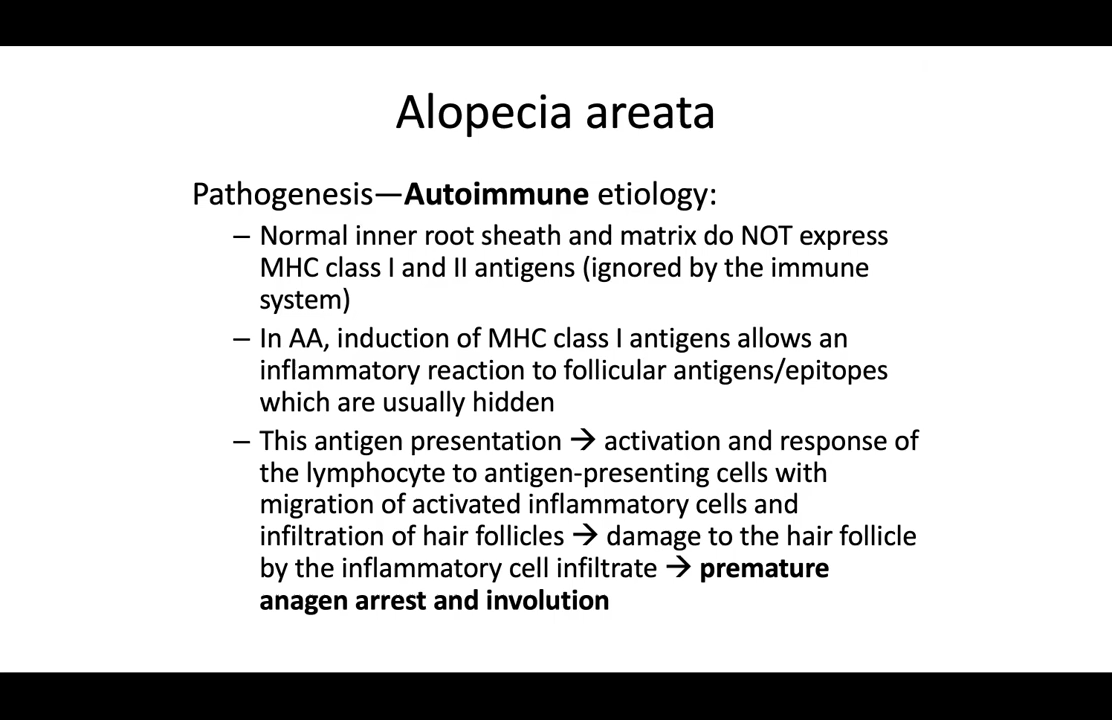 Alopecia areata
Pathogenesis—Autoimmune etiology:
– Normal inner root sheath and matrix do NOT express
MHC class I and II antigens (ignored by the immune
system)
– In AA, induction of MHC class I antigens allows an
inflammatory reaction to follicular antigens/epitopes
which are usually hidden
– This antigen presentation → activation and response of
the lymphocyte to antigen-presenting cells with
migration of activated inflammatory cells and
infiltration of hair follicles → damage to the hair follicle
by the inflammatory cell infiltrate → premature
anagen arrest and involution